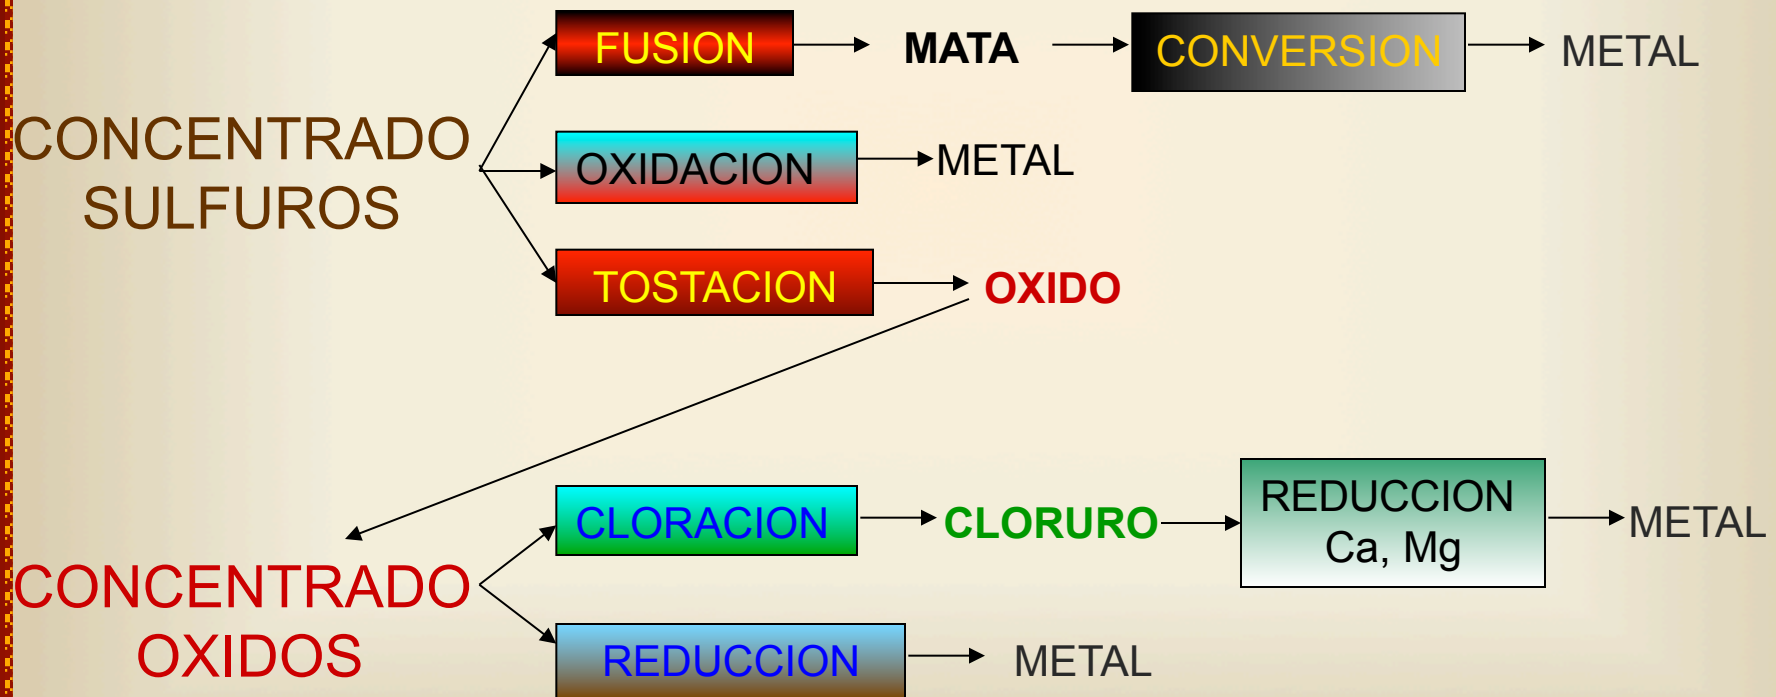 FUSION
MATA
CONVERSION
METAL
CONCENTRADO
SULFUROS
OXIDACION
METAL
TOSTACION
OXIDO
CONCENTRADO
OXIDOS
CLORACION
CLORURO
REDUCCION
Ca, Mg
METAL
REDUCCION
METAL